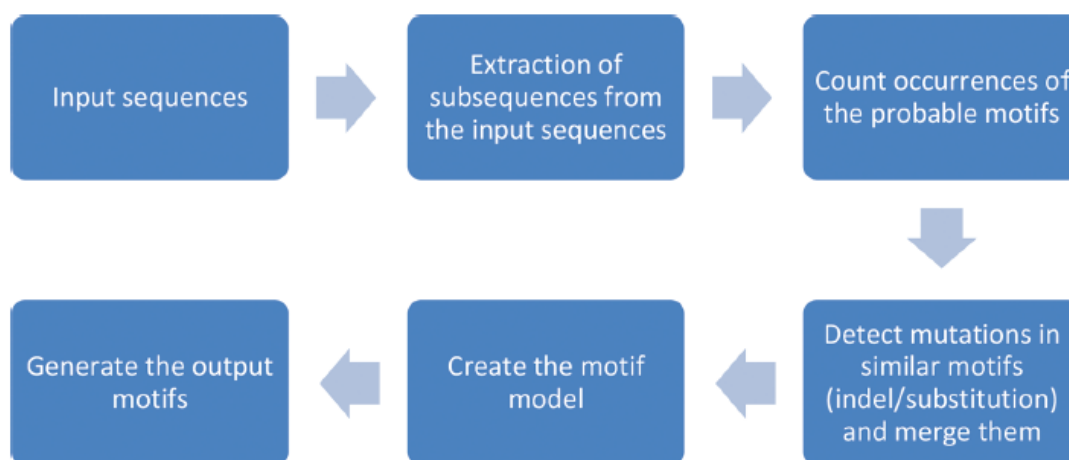 Input sequences
Extraction of
subsequences from
the input sequences
Count occurrences of
the probable motifs
Detect mutations in
similar motifs
(indel/substitution)
and merge them
Create the motif
model
Generate the output
motifs